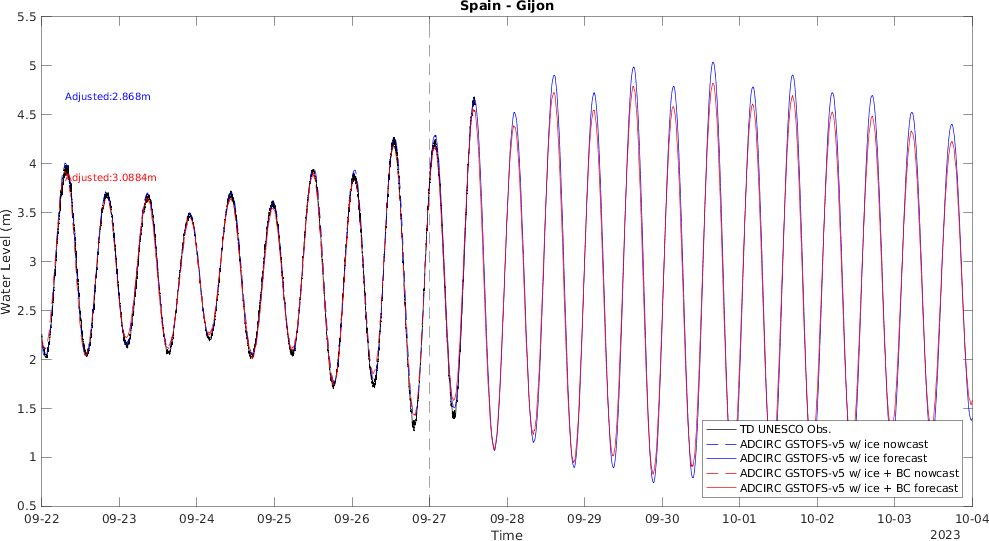 Spain - Gijon
5.5
5
4.5
4
3.5
3
2.5
2
1.5
1
0.5
Water Level (m)
Adjusted:2.868m
Adjusted:3.0884m
TD UNESCO Obs.
ADCIRC GSTOFS-v5 w/ ice nowcast
ADCIRC GSTOFS-v5 w/ ice forecast
ADCIRC GSTOFS-v5 w/ ice + BC nowcast
ADCIRC GSTOFS-v5 w/ ice + BC forecast
09-22 09-23 09-24 09-25 09-26 09-27 09-28 09-29 09-30 10-01 10-02 10-03 10-04
Time
2023